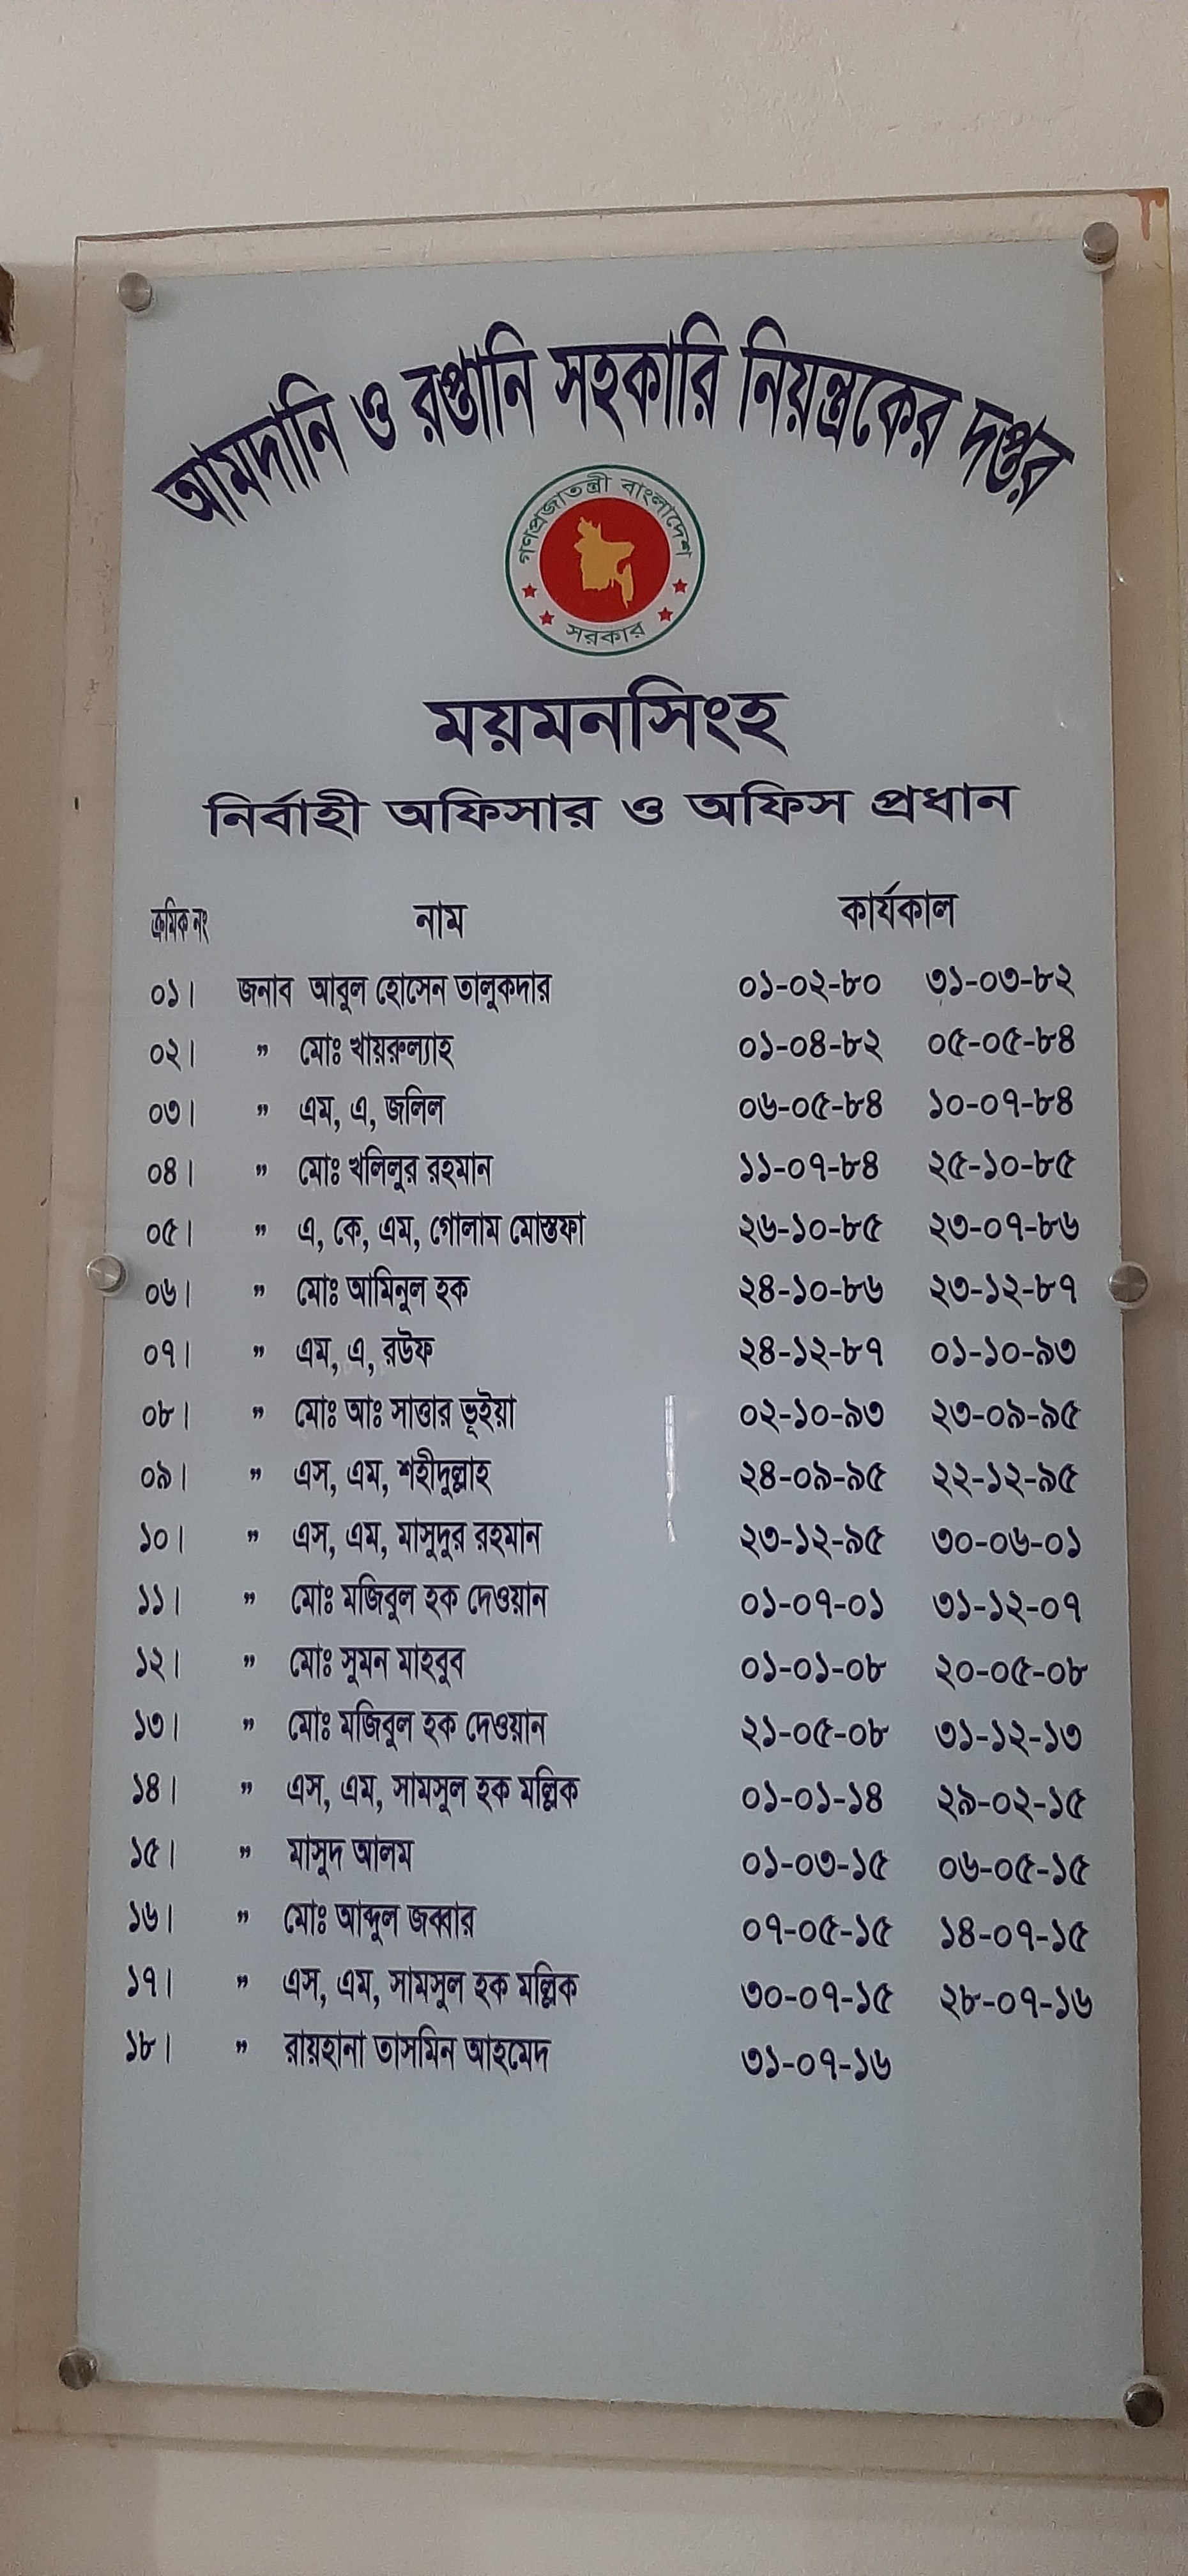 আমদানি ও রপ্তানি সহকারি নিয়ন্ত্রকের দপ্তর
গণপ্রজাতন্ত্রী বাংলাদেশ
সরকার
ময়মনসিংহ
নির্বাহী অফিসার ও অফিস প্রধান
ক্রমিক নং নাম কার্যকাল
০১। জনাব আবুল হোসেন তালুকদার ০১-০২-৮০ ৩১-০৩-৮২
০২। ” মোঃ খায়রুল্যাহ ০১-০৪-৮২ ০৫-০৫-৮৪
০৩। ” এম, এ, জলিল ০৬-০৫-৮৪ ১০-০৭-৮৪
০৪। ” মোঃ খলিলুর রহমান ১১-০৭-৮৪ ২৫-১০-৮৫
০৫। ” এ, কে, এম, গোলাম মোস্তফা ২৬-১০-৮৫ ২৩-০৭-৮৬
০৬। ” মোঃ আমিনুল হক ২৪-১০-৮৬ ২৩-১২-৮৭
০৭। ” এম, এ, রউফ ২৪-১২-৮৭ ০১-১০-৯৩
০৮। ” মোঃ আঃ সাত্তার ভূইয়া ০২-১০-৯৩ ২৩-০৯-৯৫
০৯। ” এস, এম, শহীদুল্লাহ ২৪-০৯-৯৫ ২২-১২-৯৫
১০। ” এস, এম, মাসুদুর রহমান ২৩-১২-৯৫ ৩০-০৬-০১
১১। ” মোঃ মজিবুল হক দেওয়ান ০১-০৭-০১ ৩১-১২-০৭
১২। ” মোঃ সুমন মাহবুব ০১-০১-০৮ ২০-০৫-০৮
১৩। ” মোঃ মজিবুল হক দেওয়ান ২১-০৫-০৮ ৩১-১২-১৩
১৪। ” এস, এম, সামসুল হক মল্লিক ০১-০১-১৪ ২৯-০২-১৫
১৫। ” মাসুদ আলম ০১-০৩-১৫ ০৬-০৫-১৫
১৬। ” মোঃ আব্দুল জব্বার ০৭-০৫-১৫ ১৪-০৭-১৫
১৭। ” এস, এম, সামসুল হক মল্লিক ৩০-০৭-১৫ ২৮-০৭-১৬
১৮। ” রায়হানা তাসমিন আহমেদ ৩১-০৭-১৬